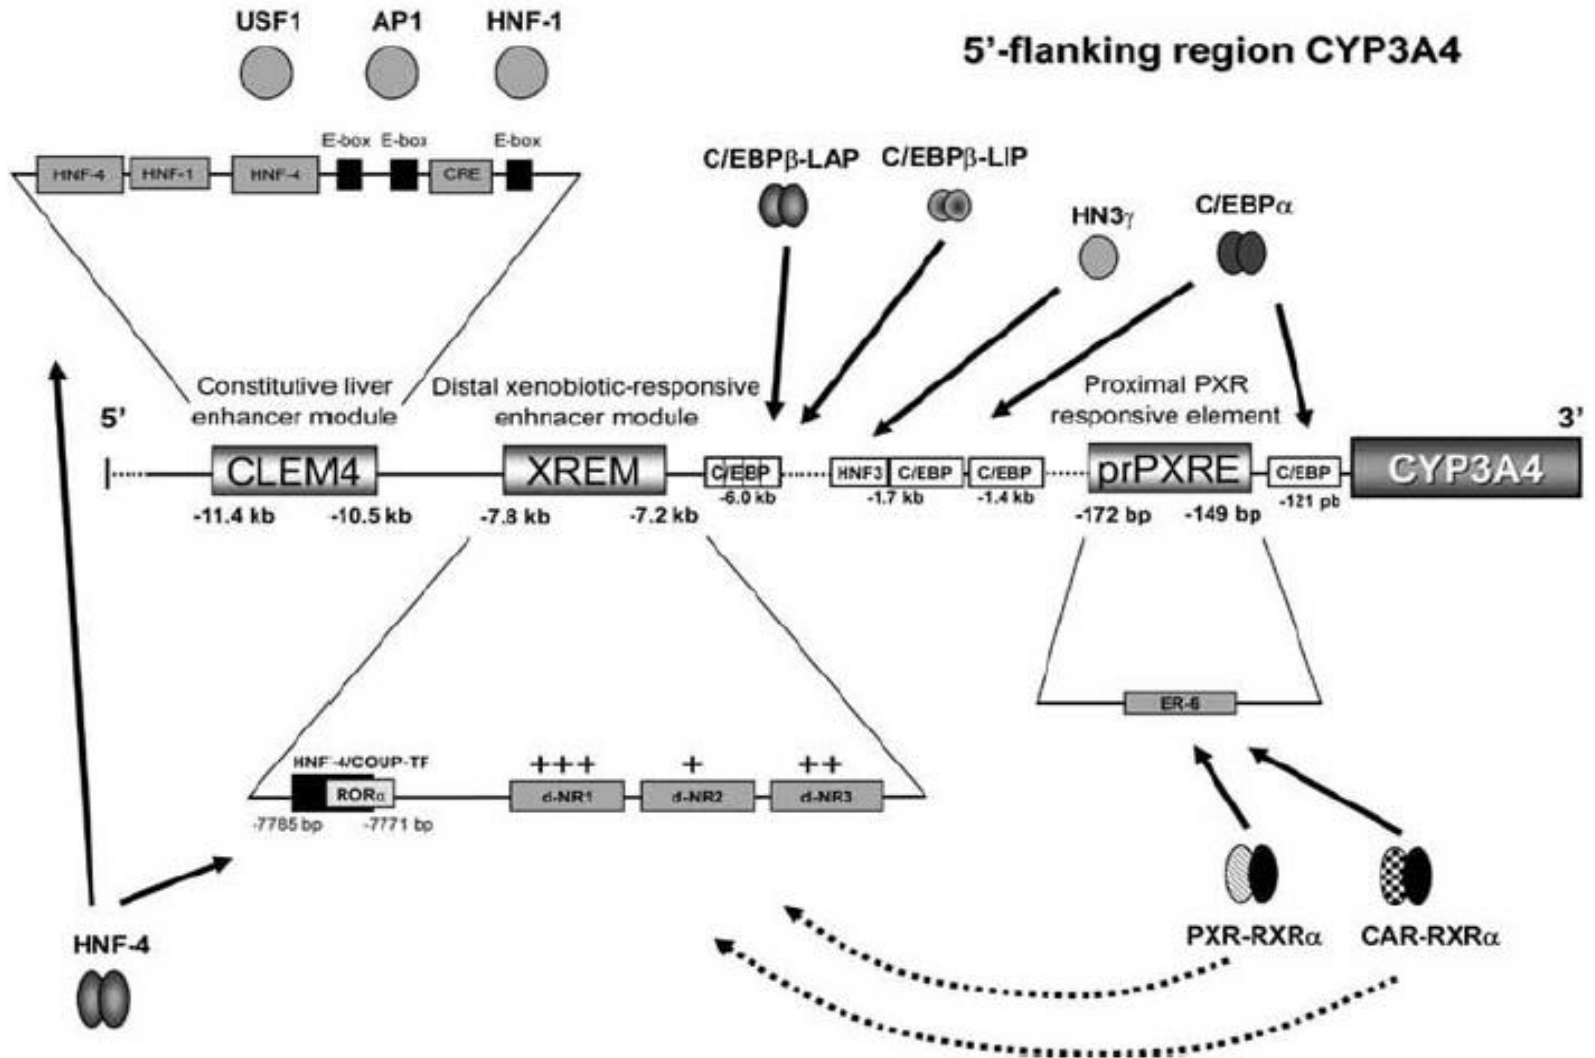 USF1 AP1 HNF-1
5'-flanking region CYP3A4
E-box E-box E-box
HNF-4 HNF-1 HNF-4 CRE
C/EBPβ-LAP C/EBPβ-LIP
HN3γ C/EBPα
Constitutive liver
enhancer module
Distal xenobiotic-responsive
enhnacer module
Proximal PXR
responsive element
5' 3'
CLEM4 XREM C/EBP HNF3 C/EBP C/EBP prPXRE C/EBP CYP3A4
-11.4 kb -10.5 kb -7.8 kb -7.2 kb -6.0 kb -1.7 kb -1.4 kb -172 bp -149 bp -121 pb
ER-6
HNF-4/COUP-TF +++ + ++
RORα d-NR1 d-NR2 d-NR3
-7785 bp -7771 bp
HNF-4 PXR-RXRα CAR-RXRα